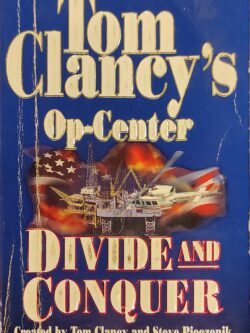 Tom
Clancy's
Op-Center
DIVIDE AND
CONQUER
Created by Tom Clancy and Steve Pieczenik